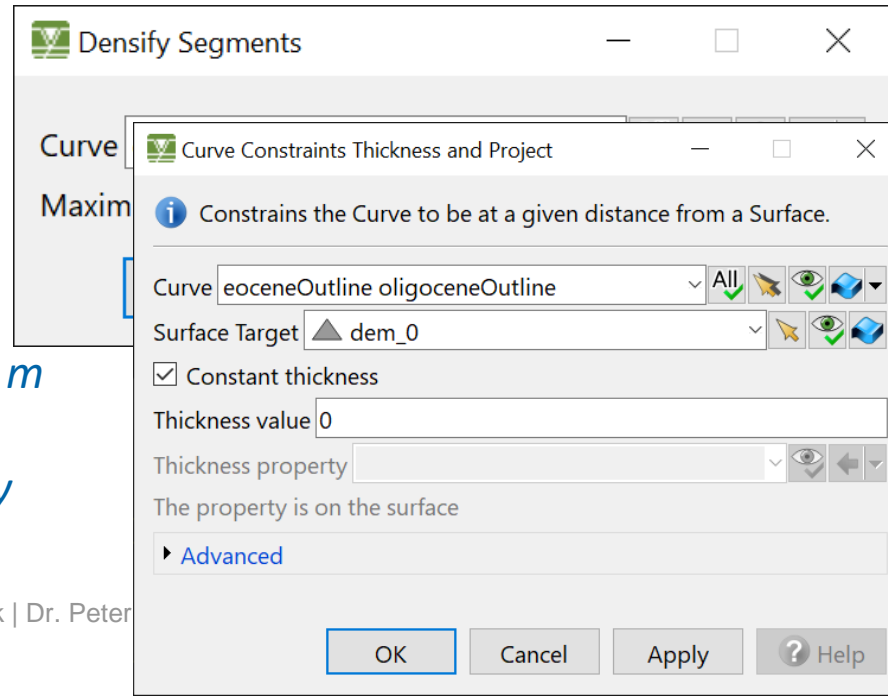 Densify Segments
Curve
Maxim
Curve Constraints Thickness and Project
Constrains the Curve to be at a given distance from a Surface.
Curve eoceneOutline oligoceneOutline All
Surface Target dem_0
Constant thickness
Thickness value 0
Thickness property
The property is on the surface
Advanced
OK Cancel Apply Help
m
y
k | Dr. Peter